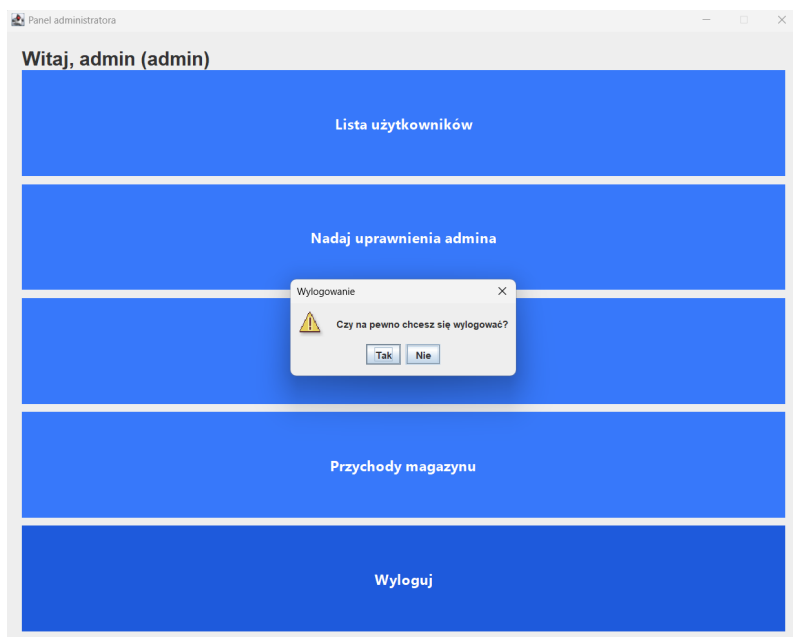 Panel administratora
Witaj, admin (admin)
Lista użytkowników
Nadaj uprawnienia admina
Wylogowanie
Czy na pewno chcesz się wylogować?
Tak Nie
Przychody magazynu
Wyloguj